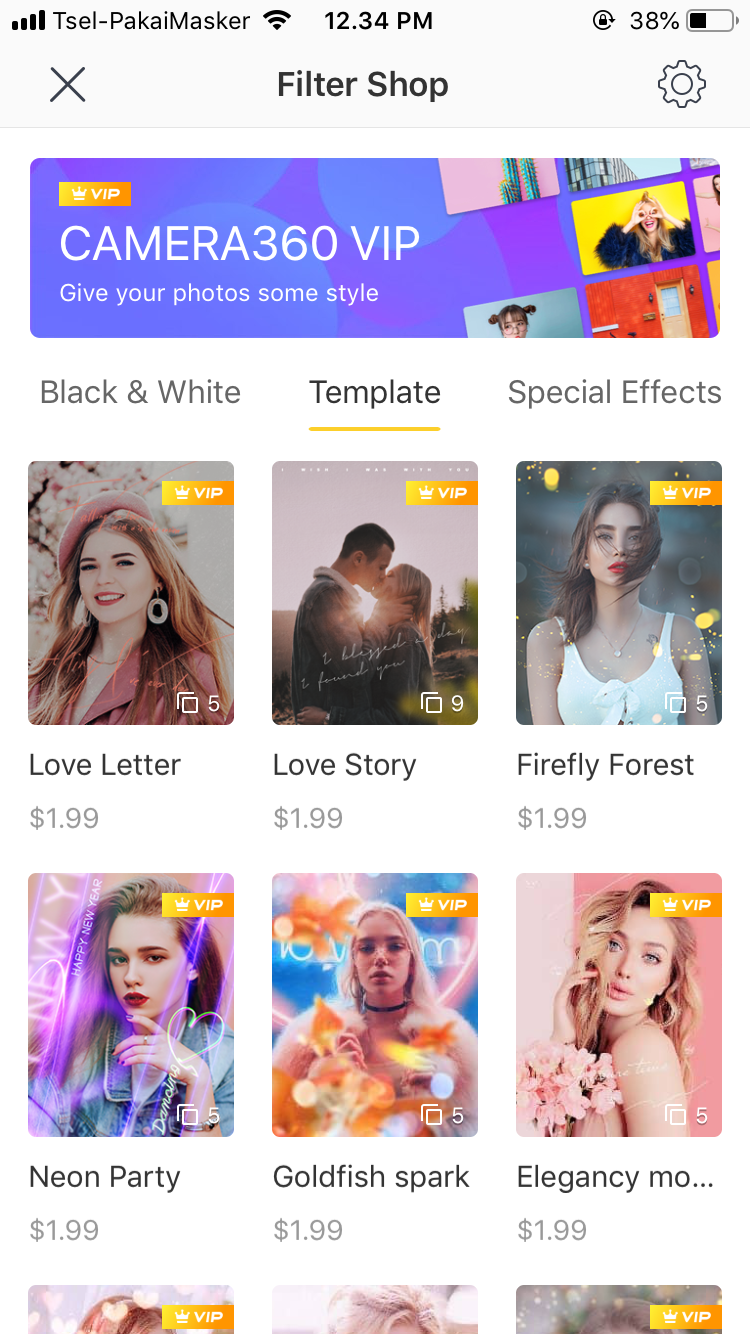 Tsel-PakaiMasker 12.34 PM 38%
Filter Shop
VIP
CAMERA360 VIP
Give your photos some style
Black & White Template Special Effects
VIP
5
I WISH I WAS WITH YOU
VIP
I blessed a day
I found you
9
VIP
5
Love Letter Love Story Firefly Forest
$1.99 $1.99 $1.99
VIP
HAPPY NEW YEAR
5
VIP
5
VIP
5
Neon Party Goldfish spark Elegancy mo...
$1.99 $1.99 $1.99
VIP VIP VIP